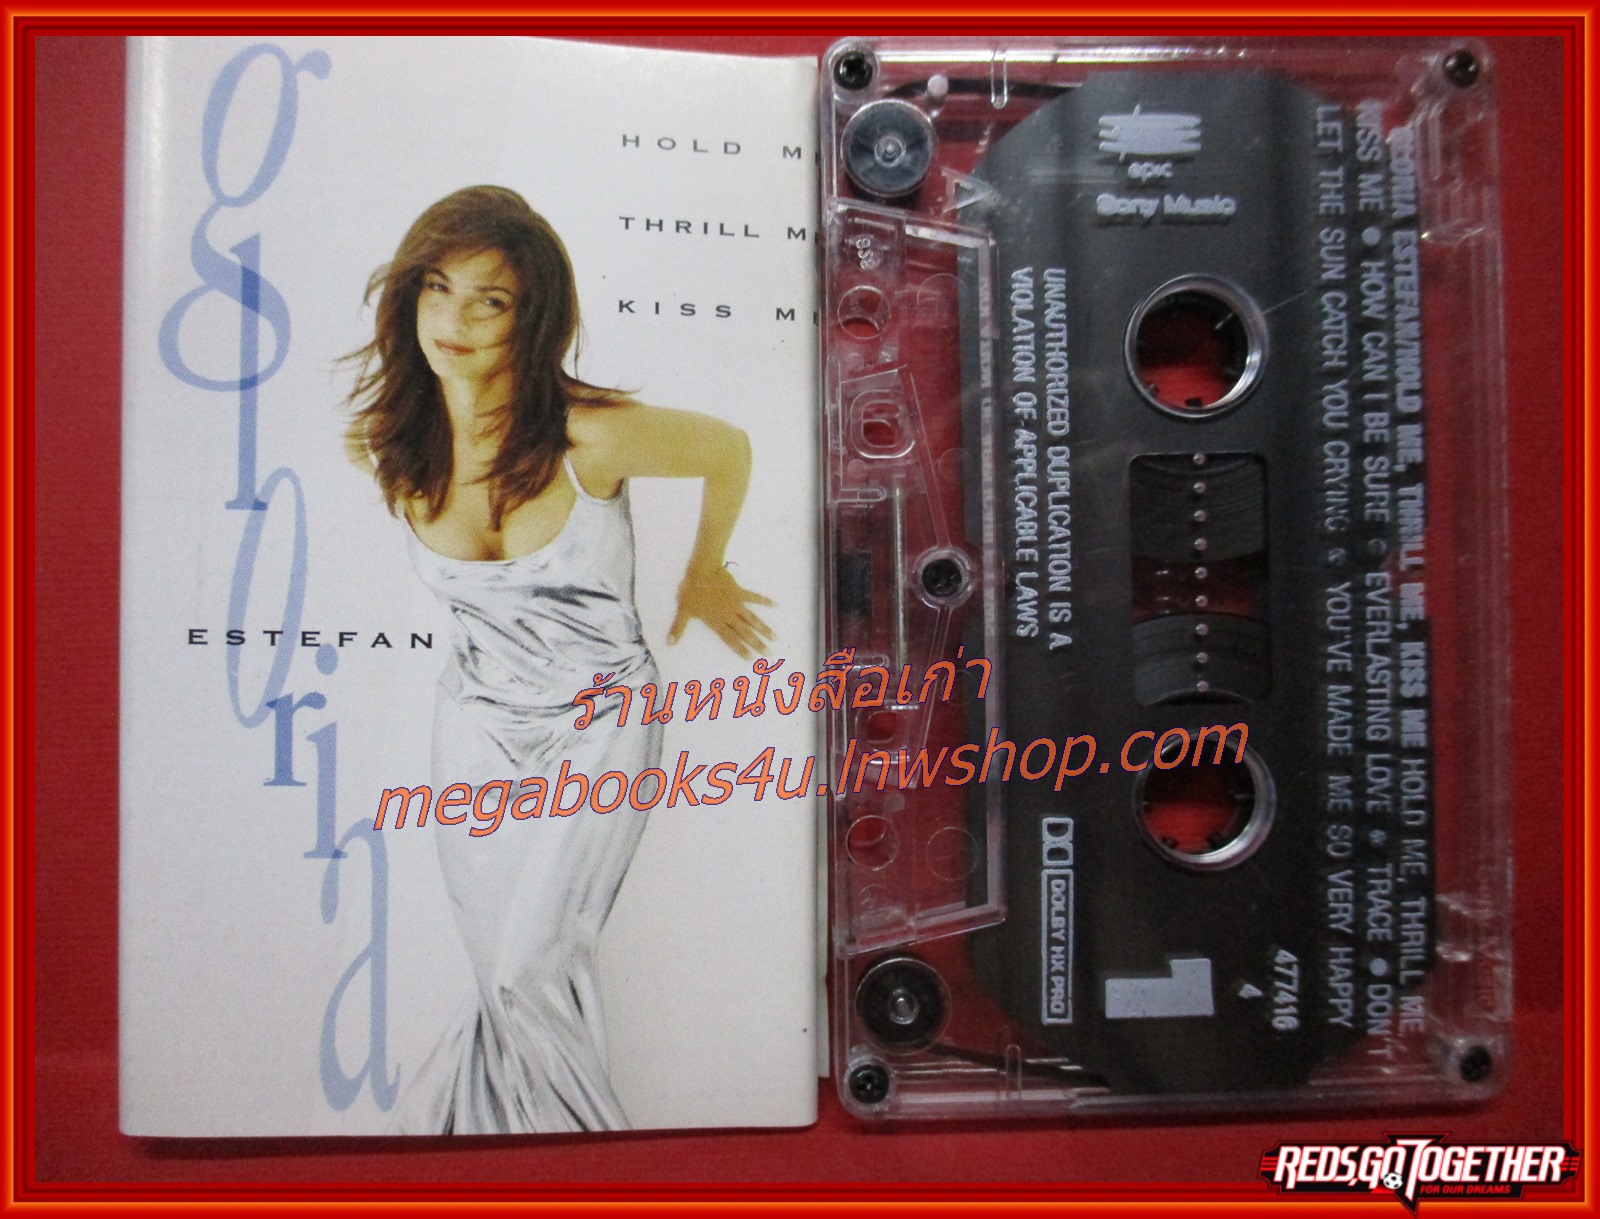 gloria
ESTEFAN
HOLD M
THRILL M
KISS ME
ร้านหนังสือเก่า
megabooks4u.lnwshop.com
A
epic
Sony Music
UNAUTHORIZED DUPLICATION IS A
VIOLATION OF APPLICABLE LAWS
DOLBY HX PRO
1
477416
4
GLORIA ESTEFAN/HOLD ME, THRILL ME, KISS ME HOLD ME, THRILL ME
KISS ME ● HOW CAN I BE SURE ● EVERLASTING LOVE ● TRACE ● DON'T
LET THE SUN CATCH YOU CRYING ● YOU'VE MADE ME SO VERY HAPPY
REDS,GO TOGETHER
FOR OUR DREAMS